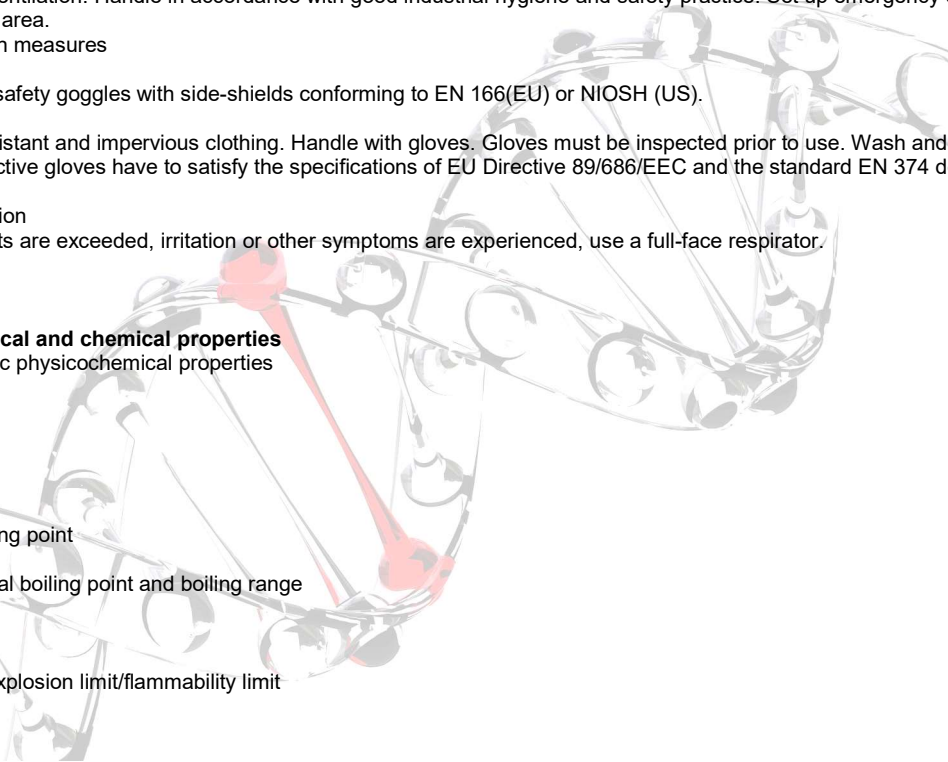 entilation. Handle in accordance with good industrial hygiene and safety practice. Set up emergency
area.
measures
safety goggles with side-shields conforming to EN 166(EU) or NIOSH (US).
istant and impervious clothing. Handle with gloves. Gloves must be inspected prior to use. Wash and
ctive gloves have to satisfy the specifications of EU Directive 89/686/EEC and the standard EN 374 d
ion
ts are exceeded, irritation or other symptoms are experienced, use a full-face respirator.
cal and chemical properties
c physicochemical properties
ng point
al boiling point and boiling range
xplosion limit/flammability limit